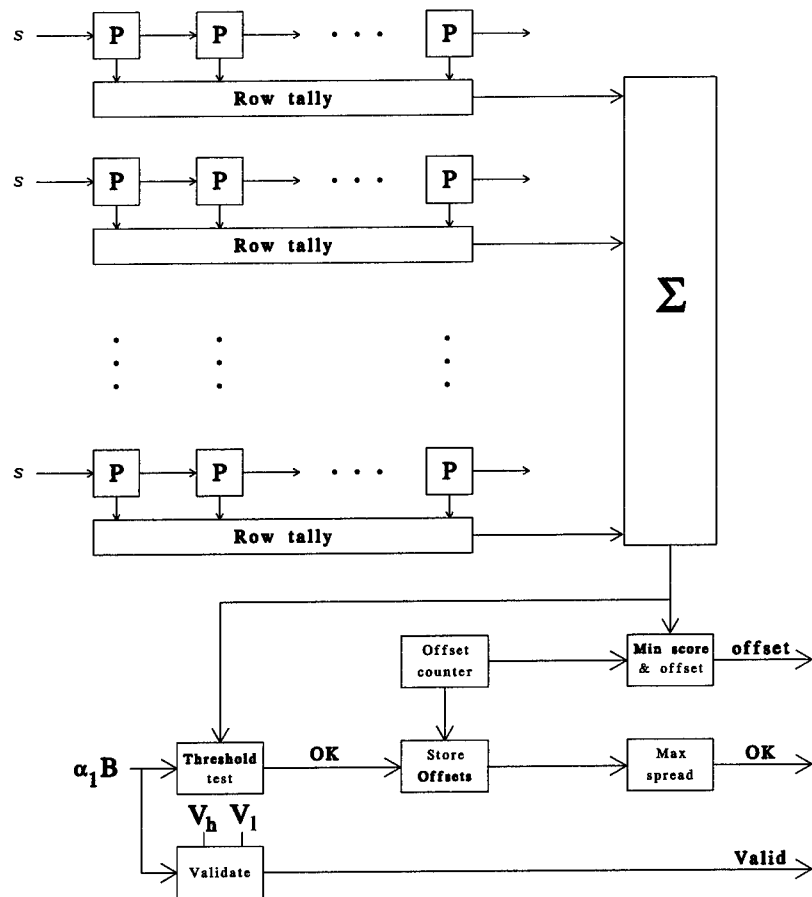 s P P · · · P
Row tally
s P P · · · P
Row tally
Σ
s P P · · · P
Row tally
Offset
counter
Min score
& offset
offset
α₁B
Threshold
test
OK
Store
Offsets
Max
spread
OK
Vₕ Vₗ
Validate
Valid